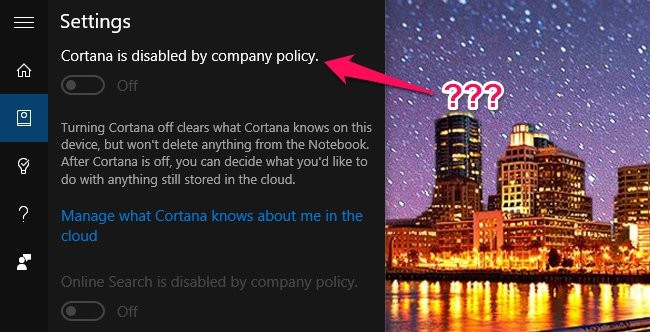 Settings
Cortana is disabled by company policy.
Off
???
Turning Cortana off clears what Cortana knows on this
device, but won't delete anything from the Notebook.
After Cortana is off, you can decide what you'd like to
do with anything still stored in the cloud.
Manage what Cortana knows about me in the
cloud
Online Search is disabled by company policy.
Off